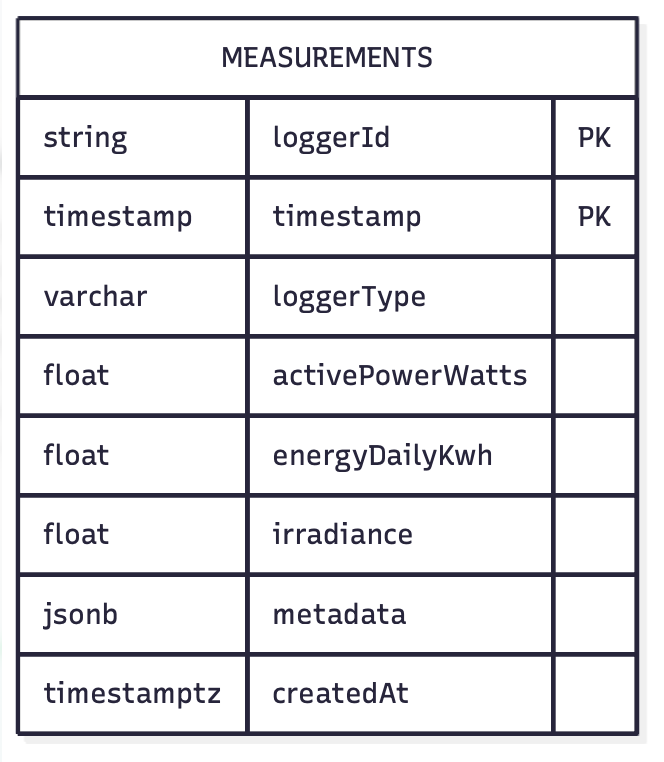 MEASUREMENTS
string loggerId PK
timestamp timestamp PK
varchar loggerType
float activePowerWatts
float energyDailyKwh
float irradiance
jsonb metadata
timestamptz createdAt